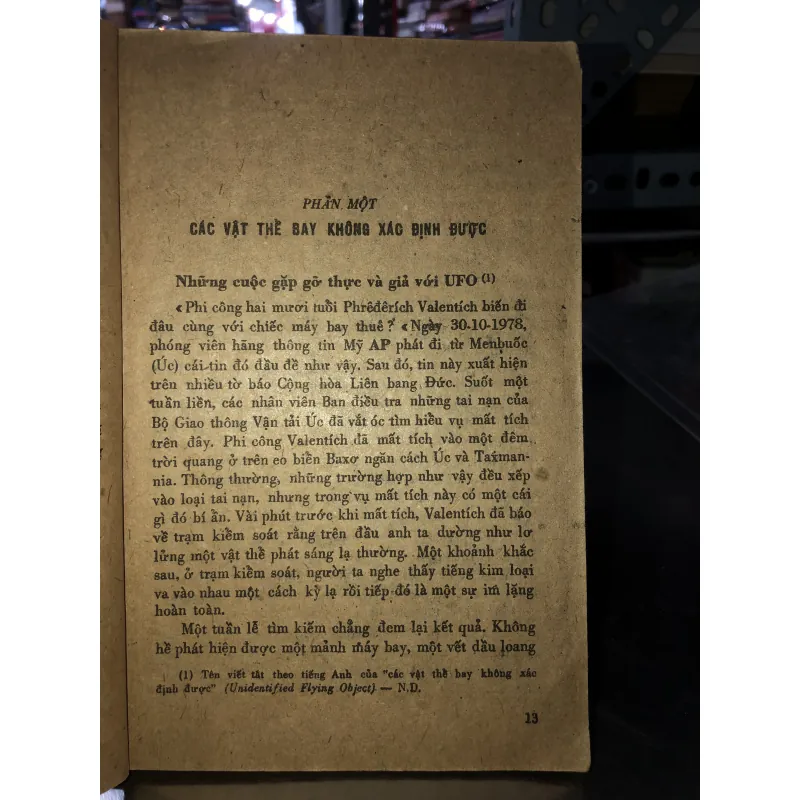 PHẦN MỘT
CÁC VẬT THỂ BAY KHÔNG XÁC ĐỊNH ĐƯỢC
Những cuộc gặp gỡ thực và giả với UFO (1)
«Phi công hai mươi tuổi Phrêđêrích Valentích biến đi
đâu cùng với chiếc máy bay thuê? «Ngày 30-10-1978,
phóng viên hãng thông tin Mỹ AP phát đi từ Menbuốc
(Úc) cái tin đó đầu đề như vậy. Sau đó, tin này xuất hiện
trên nhiều tờ báo Cộng hòa Liên bang Đức. Suốt một
tuần liền, các nhân viên Ban điều tra những tai nạn của
Bộ Giao thông Vận tải Úc đã vắt óc tìm hiểu vụ mất tích
trên đây. Phi công Valentích đã mất tích vào một đêm
trời quang ở trên eo biển Baxơ ngăn cách Úc và Taxman-
nia. Thông thường, những trường hợp như vậy đều xếp
vào loại tai nạn, nhưng trong vụ mất tích này có một cái
gì đó bí ẩn. Vài phút trước khi mất tích, Valentích đã báo
về trạm kiểm soát rằng trên đầu anh ta dường như lơ
lửng một vật thể phát sáng lạ thường. Một khoảnh khắc
sau, ở trạm kiểm soát, người ta nghe thấy tiếng kim loại
va vào nhau một cách kỳ lạ rồi tiếp đó là một sự im lặng
hoàn toàn.
Một tuần lễ tìm kiếm chẳng đem lại kết quả. Không
hề phát hiện được một mảnh máy bay, một vết dầu loang
(1) Tên viết tắt theo tiếng Anh của "các vật thể bay không xác
định được" (Unidentified Flying Object) — N.D.
13